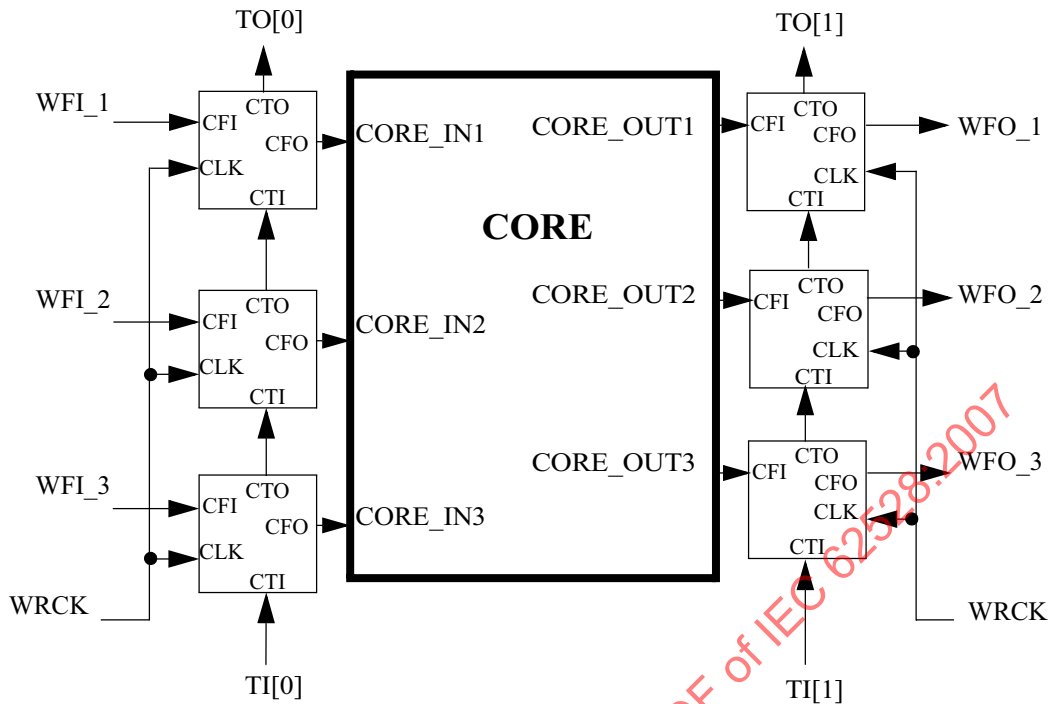 TO[0]
TO[1]
WFI_1
CFI
CTO
CFO
CLK
CTI
CORE_IN1
CORE_OUT1
CFI
CTO
CFO
CLK
CTI
WFO_1
CORE
WFI_2
CFI
CTO
CFO
CLK
CTI
CORE_IN2
CORE_OUT2
CFI
CTO
CFO
CLK
CTI
WFO_2
WFI_3
CFI
CTO
CFO
CLK
CTI
CORE_IN3
CORE_OUT3
CFI
CTO
CFO
CLK
CTI
WFO_3
WRCK
WRCK
TI[0]
TI[1]
of IEC 62528:2007